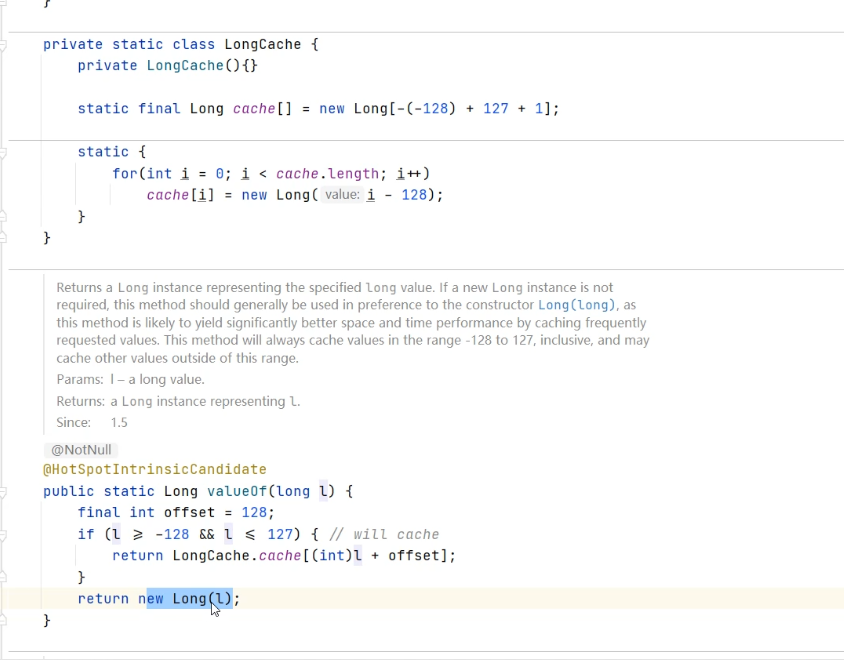 }
private static class LongCache {
private LongCache(){}
static final Long cache[] = new Long[-(-128) + 127 + 1];
static {
for(int i = 0; i < cache.length; i++)
cache[i] = new Long( value: i - 128);
}
}
Returns a Long instance representing the specified long value. If a new Long instance is not
required, this method should generally be used in preference to the constructor Long(long), as
this method is likely to yield significantly better space and time performance by caching frequently
requested values. This method will always cache values in the range -128 to 127, inclusive, and may
cache other values outside of this range.
Params: l – a long value.
Returns: a Long instance representing l.
Since: 1.5
@NotNull
@HotSpotIntrinsicCandidate
public static Long valueOf(long l) {
final int offset = 128;
if (l ≥ -128 && l ≤ 127) { // will cache
return LongCache.cache[(int)l + offset];
}
return new Long(l);
}